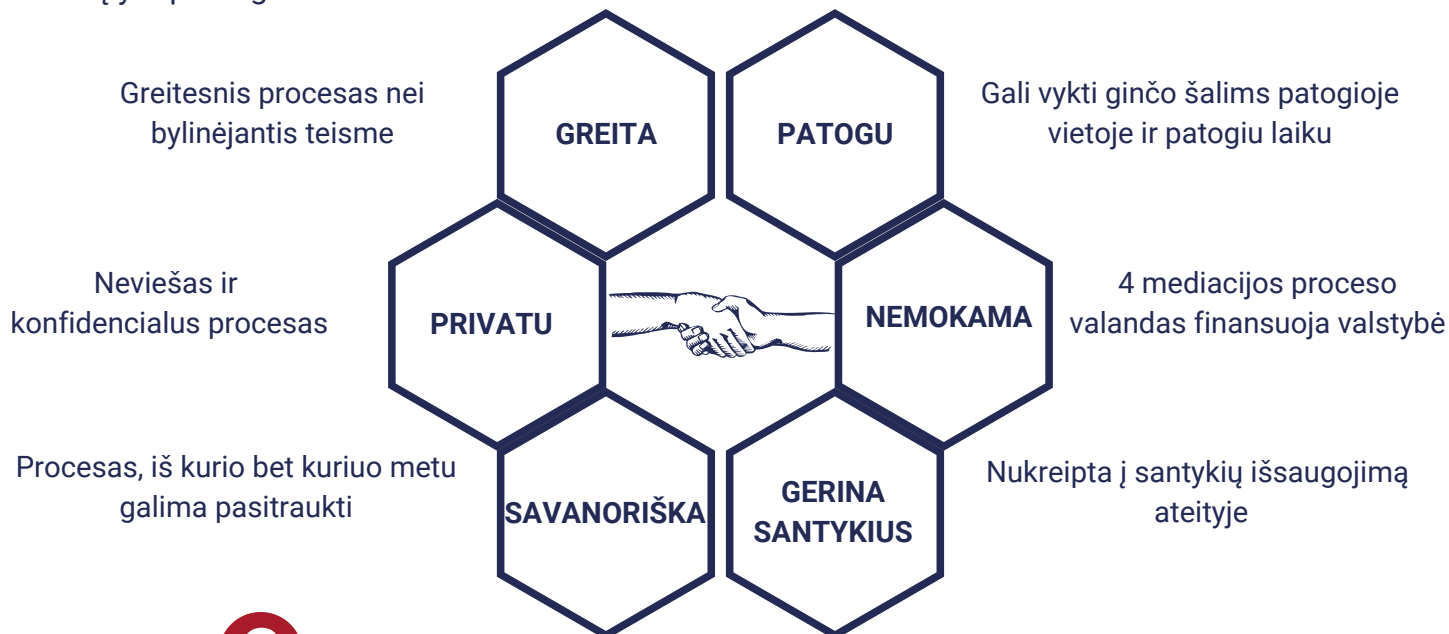 Greitesnis procesas nei
bylinėjantis teisme
GREITA
PATOGU
Gali vykti ginčo šalims patogioje
vietoje ir patogiu laiku
Neviešas ir
konfidencialus procesas
PRIVATU
NEMOKAMA
4 mediacijos proceso
valandas finansuoja valstybė
Procesas, iš kurio bet kuriuo metu
galima pasitraukti
SAVANORIŠKA
GERINA
SANTYKIUS
Nukreipta į santykių išsaugojimą
ateityje